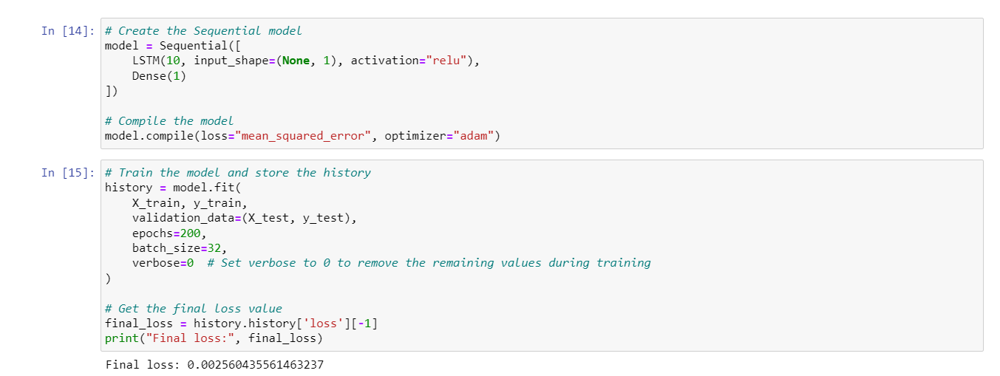 In [14]: # Create the Sequential model
model = Sequential([
    LSTM(10, input_shape=(None, 1), activation="relu"),
    Dense(1)
])
# Compile the model
model.compile(loss="mean_squared_error", optimizer="adam")
In [15]: # Train the model and store the history
history = model.fit(
    X_train, y_train,
    validation_data=(X_test, y_test),
    epochs=200,
    batch_size=32,
    verbose=0  # Set verbose to 0 to remove the remaining values during training
)
# Get the final loss value
final_loss = history.history['loss'][-1]
print("Final loss:", final_loss)
Final loss: 0.002560435561463237